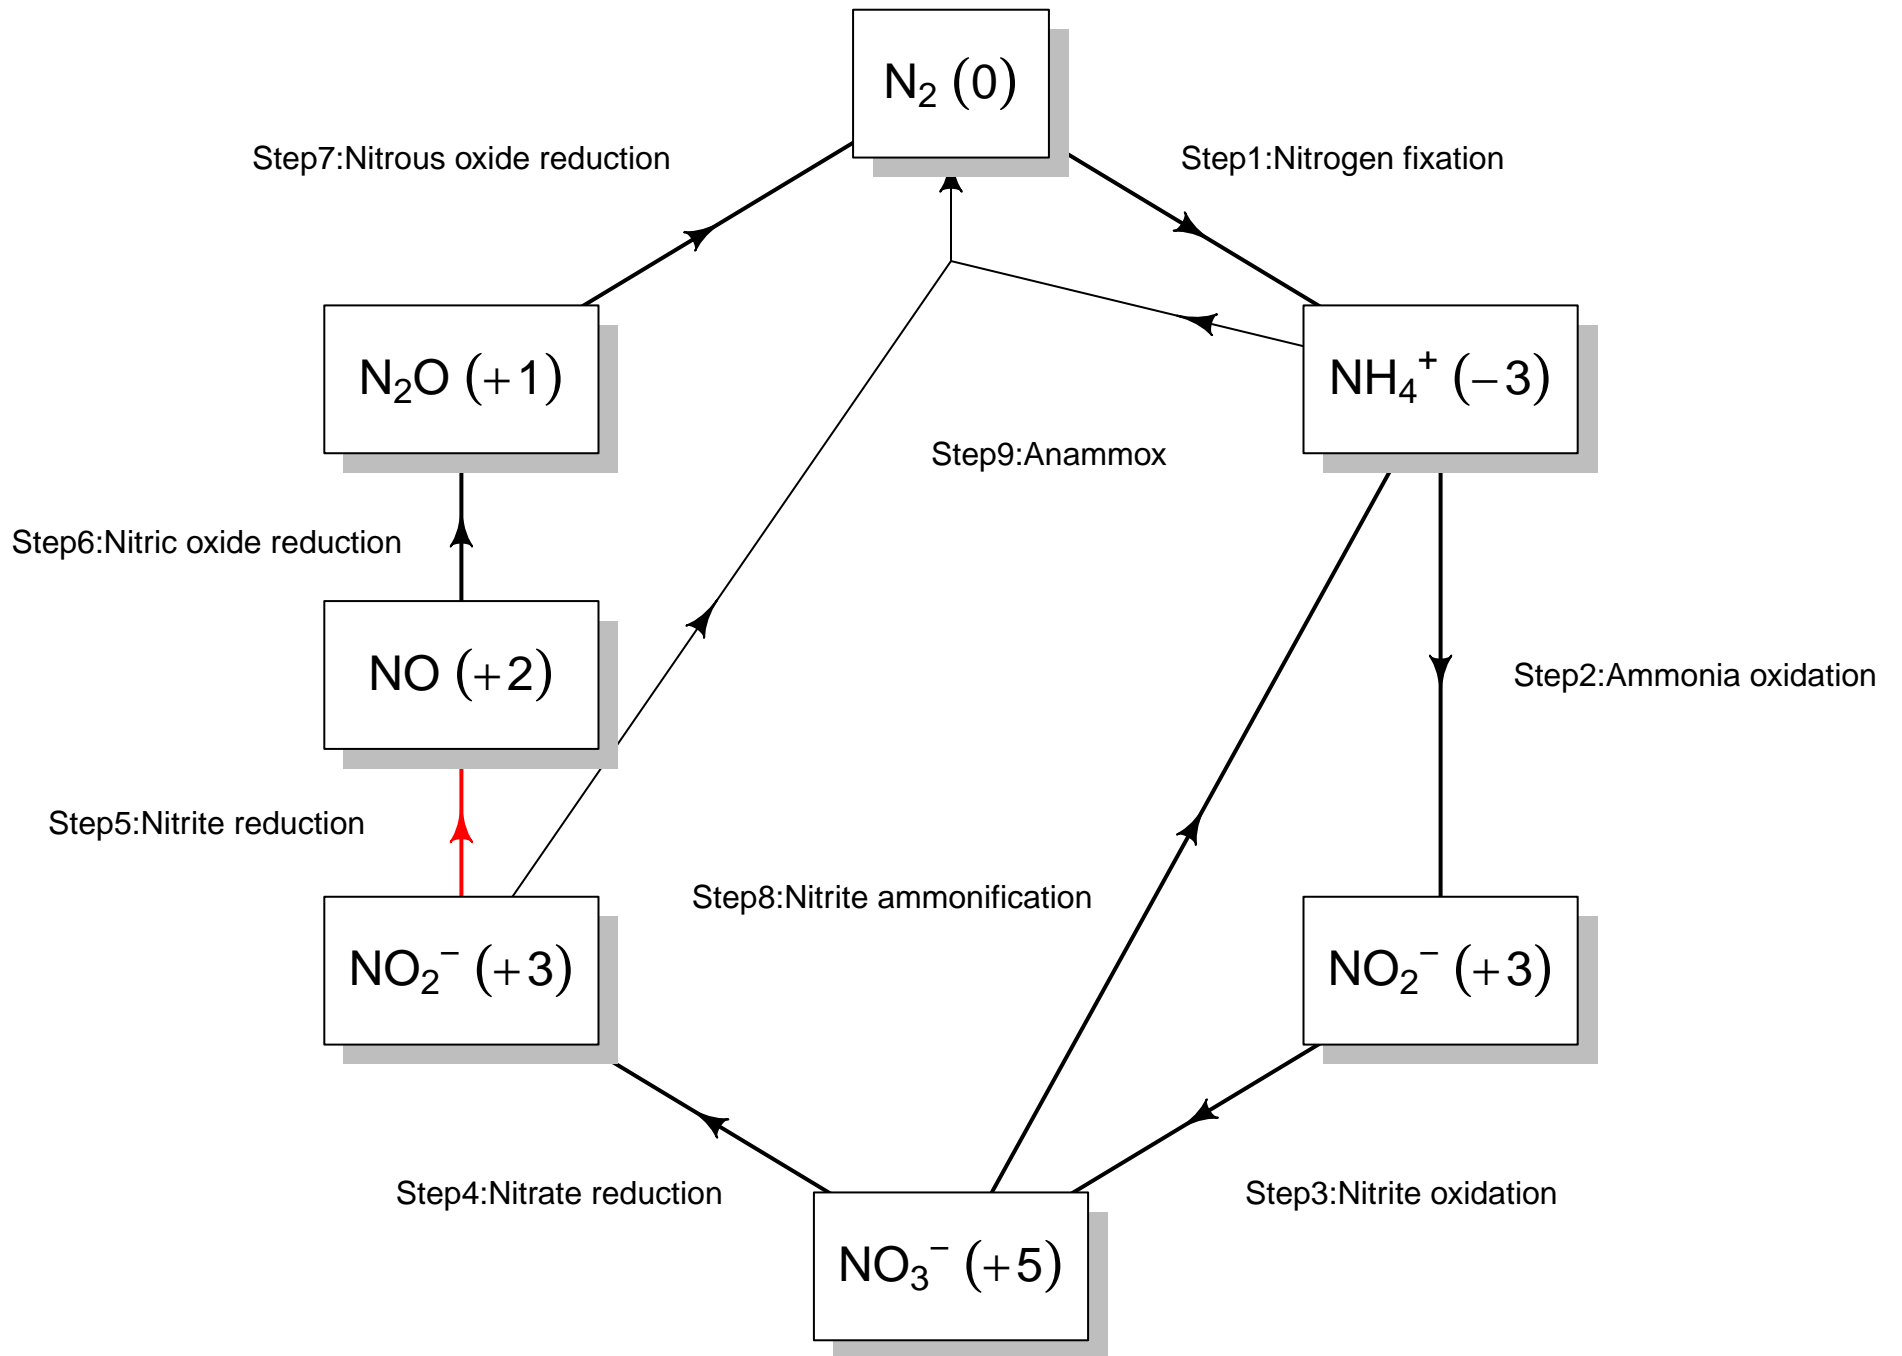 N₂ (0)
Step7:Nitrous oxide reduction
Step1:Nitrogen fixation
N₂O (+1)
NH₄⁺ (−3)
Step9:Anammox
Step6:Nitric oxide reduction
NO (+2)
Step2:Ammonia oxidation
Step5:Nitrite reduction
Step8:Nitrite ammonification
NO₂⁻ (+3)
NO₂⁻ (+3)
Step4:Nitrate reduction
Step3:Nitrite oxidation
NO₃⁻ (+5)